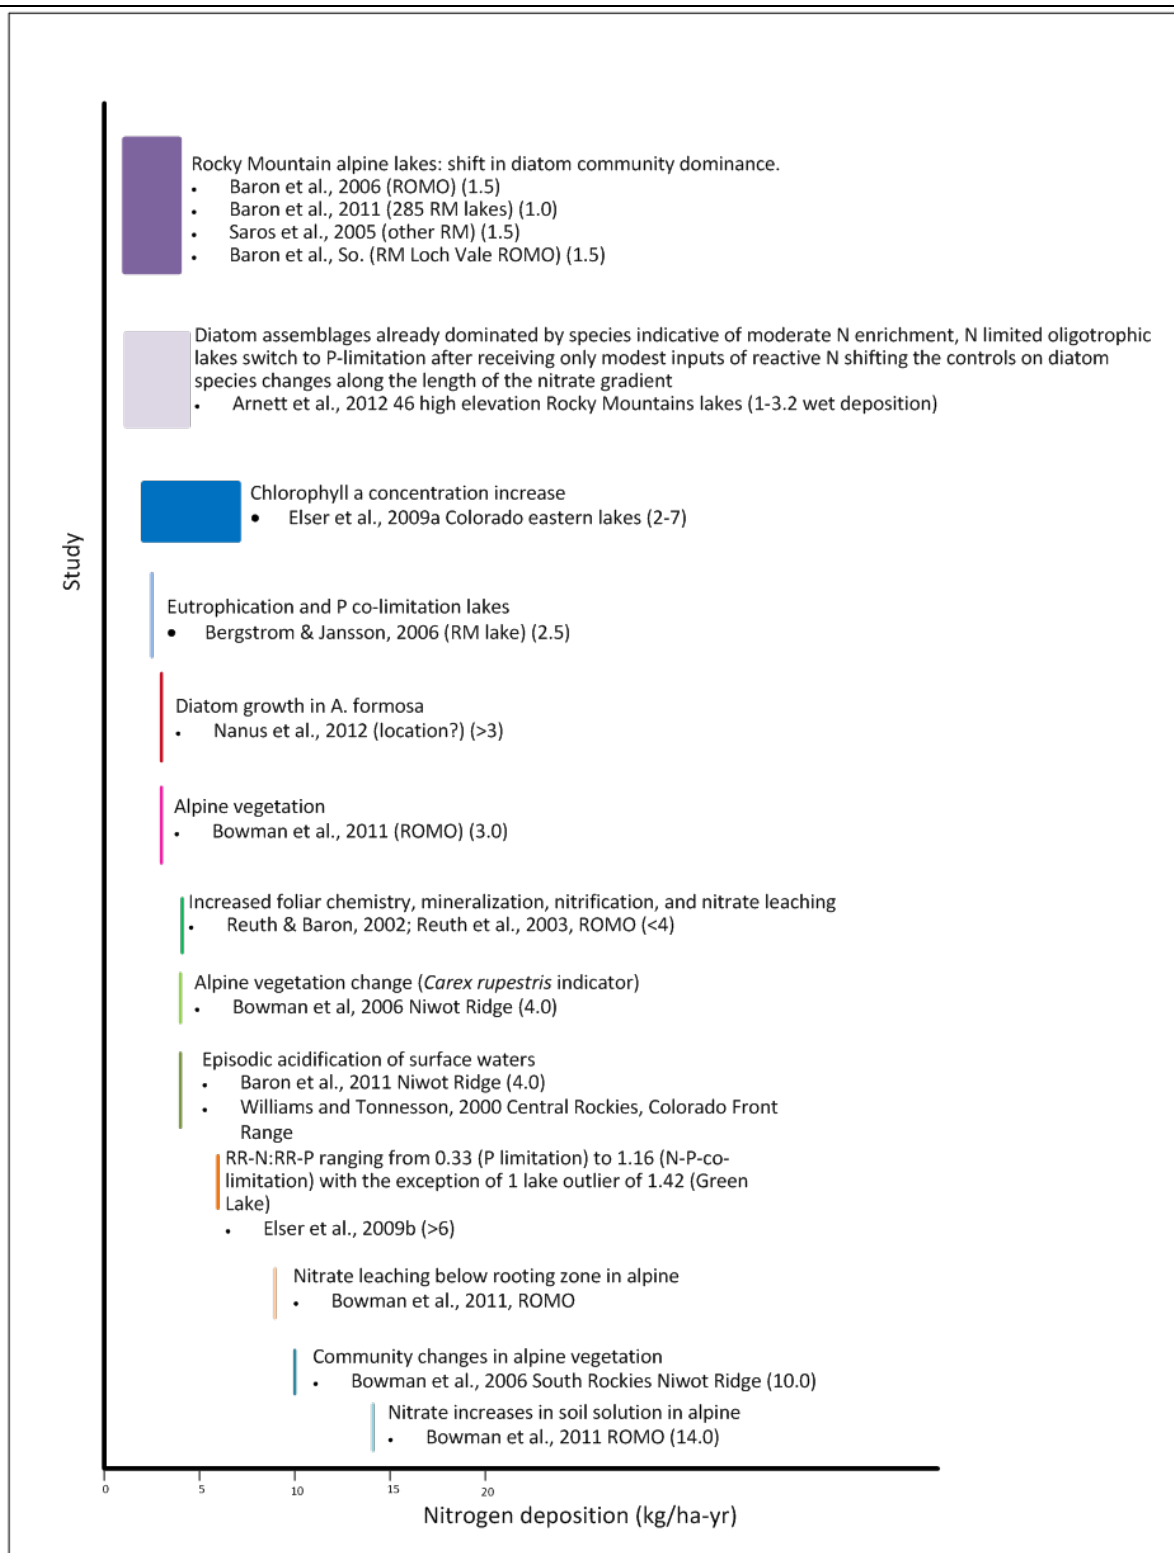 Rocky Mountain alpine lakes: shift in diatom community dominance.
• Baron et al., 2006 (ROMO) (1.5)
• Baron et al., 2011 (285 RM lakes) (1.0)
• Saros et al., 2005 (other RM) (1.5)
• Baron et al., So. (RM Loch Vale ROMO) (1.5)
Diatom assemblages already dominated by species indicative of moderate N enrichment, N limited oligotrophic
lakes switch to P-limitation after receiving only modest inputs of reactive N shifting the controls on diatom
species changes along the length of the nitrate gradient
• Arnett et al., 2012 46 high elevation Rocky Mountains lakes (1-3.2 wet deposition)
Chlorophyll a concentration increase
• Elser et al., 2009a Colorado eastern lakes (2-7)
Study
Eutrophication and P co-limitation lakes
• Bergstrom & Jansson, 2006 (RM lake) (2.5)
Diatom growth in A. formosa
• Nanus et al., 2012 (location?) (>3)
Alpine vegetation
• Bowman et al., 2011 (ROMO) (3.0)
Increased foliar chemistry, mineralization, nitrification, and nitrate leaching
• Reuth & Baron, 2002; Reuth et al., 2003, ROMO (<4)
Alpine vegetation change (Carex rupestris indicator)
• Bowman et al, 2006 Niwot Ridge (4.0)
Episodic acidification of surface waters
• Baron et al., 2011 Niwot Ridge (4.0)
• Williams and Tonnesson, 2000 Central Rockies, Colorado Front
Range
RR-N:RR-P ranging from 0.33 (P limitation) to 1.16 (N-P-co-
limitation) with the exception of 1 lake outlier of 1.42 (Green
Lake)
• Elser et al., 2009b (>6)
Nitrate leaching below rooting zone in alpine
• Bowman et al., 2011, ROMO
Community changes in alpine vegetation
• Bowman et al., 2006 South Rockies Niwot Ridge (10.0)
Nitrate increases in soil solution in alpine
• Bowman et al., 2011 ROMO (14.0)
0 5 10 15 20
Nitrogen deposition (kg/ha-yr)